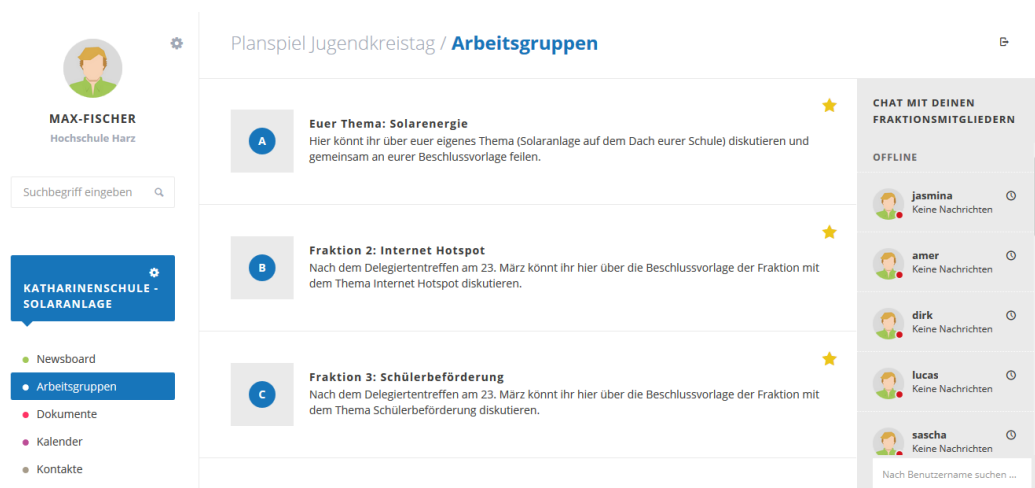 MAX-FISCHER
Hochschule Harz
Suchbegriff eingeben
KATHARINENSCHULE -
SOLARANLAGE
Newsboard
Arbeitsgruppen
Dokumente
Kalender
Kontakte
Planspiel Jugendkreistag / Arbeitsgruppen
A
Euer Thema: Solarenergie
Hier könnt ihr über euer eigenes Thema (Solaranlage auf dem Dach eurer Schule) diskutieren und
gemeinsam an eurer Beschlussvorlage feilen.
B
Fraktion 2: Internet Hotspot
Nach dem Delegiertentreffen am 23. März könnt ihr hier über die Beschlussvorlage der Fraktion mit
dem Thema Internet Hotspot diskutieren.
C
Fraktion 3: Schülerbeförderung
Nach dem Delegiertentreffen am 23. März könnt ihr hier über die Beschlussvorlage der Fraktion mit
dem Thema Schülerbeförderung diskutieren.
CHAT MIT DEINEN
FRAKTIONSMITGLIEDERN
OFFLINE
jasmina
Keine Nachrichten
amer
Keine Nachrichten
dirk
Keine Nachrichten
lucas
Keine Nachrichten
sascha
Keine Nachrichten
Nach Benutzername suchen ...